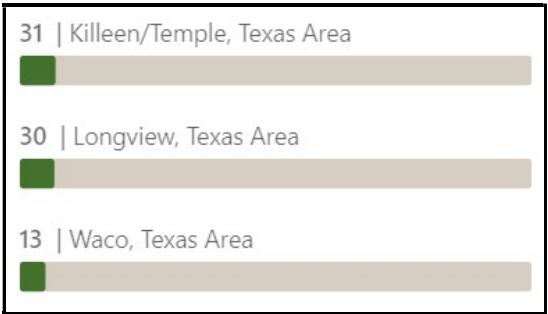 31 | Killeen/Temple, Texas Area
30 | Longview, Texas Area
13 | Waco, Texas Area